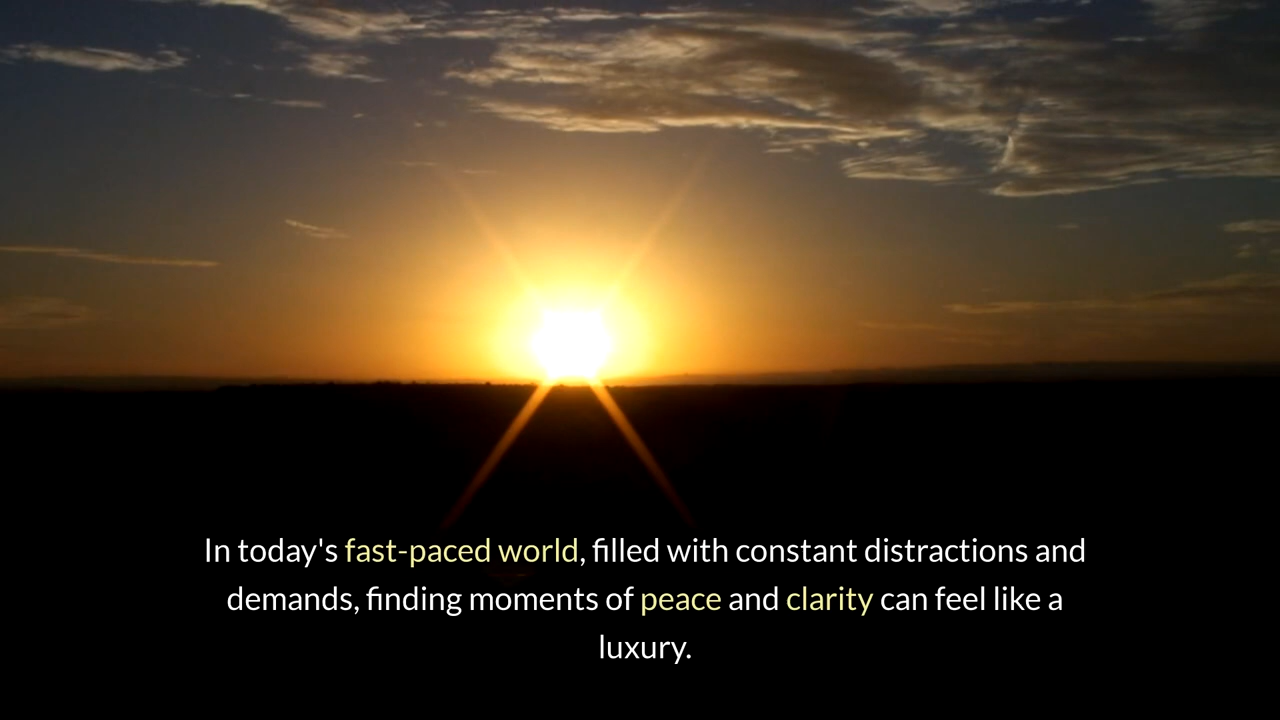 In today's fast-paced world, filled with constant distractions and
demands, finding moments of peace and clarity can feel like a
luxury.